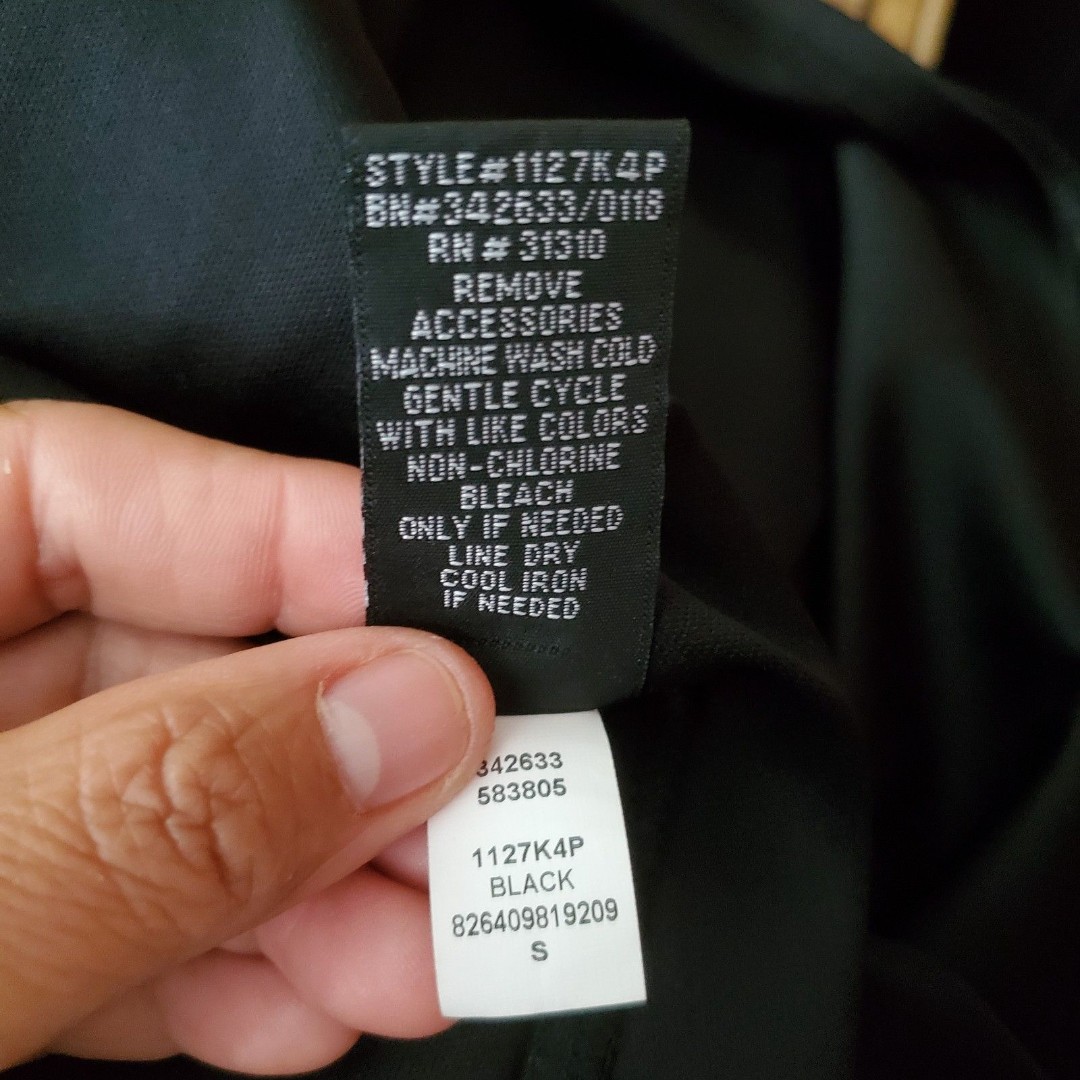 STYLE#1127K4P
BN#342633/0118
RN#31310
REMOVE
ACCESSORIES
MACHINE WASH COLD
GENTLE CYCLE
WITH LIKE COLORS
NON-CHLORINE
BLEACH
ONLY IF NEEDED
LINE DRY
COOL IRON
IF NEEDED
342633
583805
1127K4P
BLACK
826409819209
S